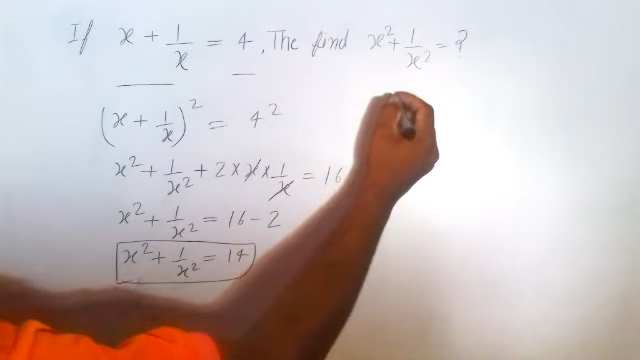 If x + 1/x = 4, The find x² + 1/x² = ?
(x + 1/x)² = 4²
x² + 1/x² + 2 × x × 1/x = 16
x² + 1/x² = 16 - 2
x² + 1/x² = 14